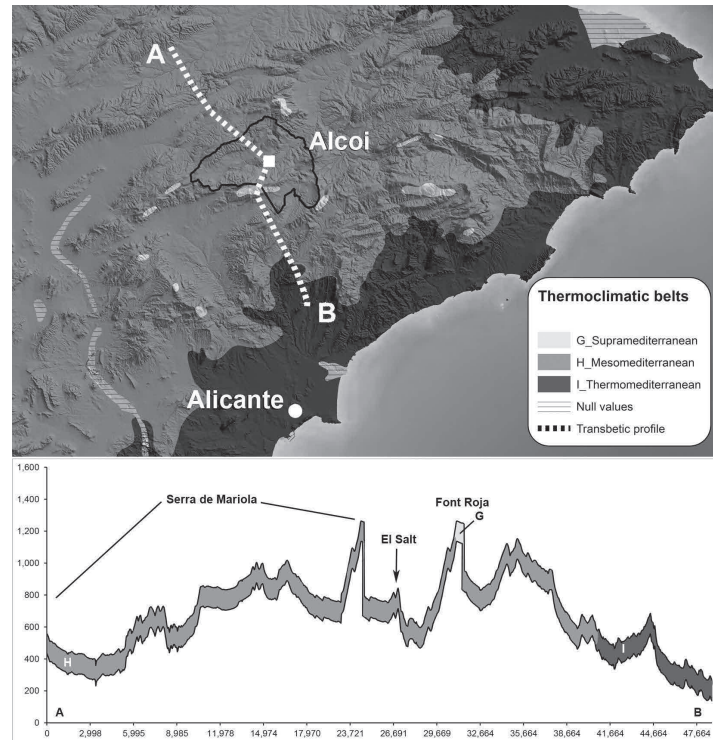 A
Alcoi
B
Alicante
Thermoclimatic belts
G_Supramediterranean
H_Mesomediterranean
I_Thermomediterranean
Null values
Transbetic profile
1,600
1,400
1,200
1,000
800
600
400
200
0
Serra de Mariola
El Salt
Font Roja
G
H
I
A
B
0 2,998 5,995 8,985 11,978 14,974 17,970 23,721 26,691 29,669 32,664 35,664 38,664 41,664 44,664 47,664